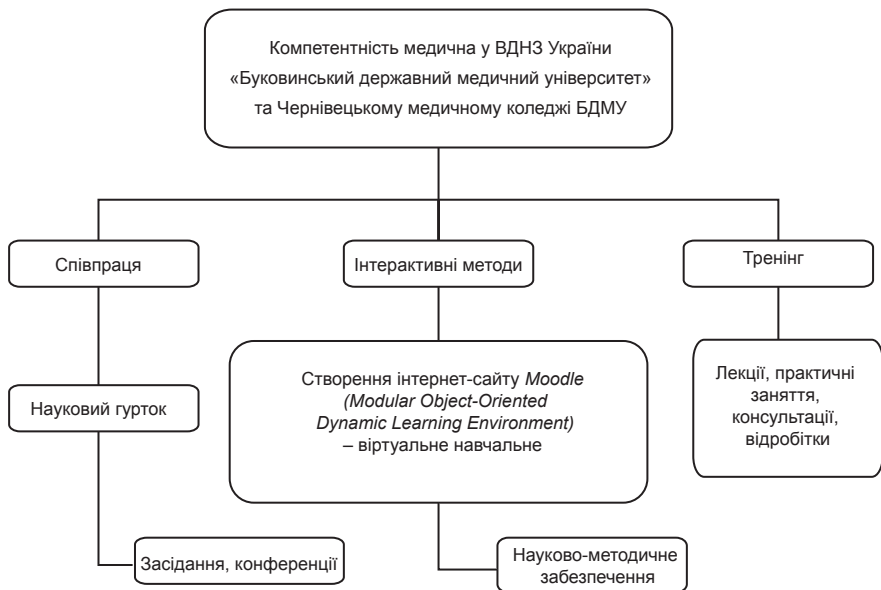 Компетентність медична у ВДНЗ України
«Буковинський державний медичний університет»
та Чернівецькому медичному коледжі БДМУ
Співпраця
Інтерактивні методи
Тренінг
Науковий гурток
Створення інтернет-сайту Moodle
(Modular Object-Oriented
Dynamic Learning Environment)
– віртуальне навчальне
Лекції, практичні
заняття,
консультації,
відробітки
Засідання, конференції
Науково-методичне
забезпечення